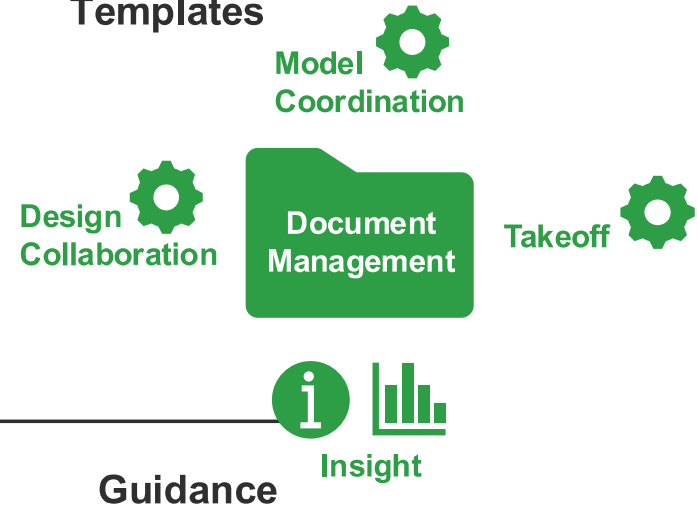 Templates
Model
Coordination
Design
Collaboration
Document
Management
Takeoff
Insight
Guidance